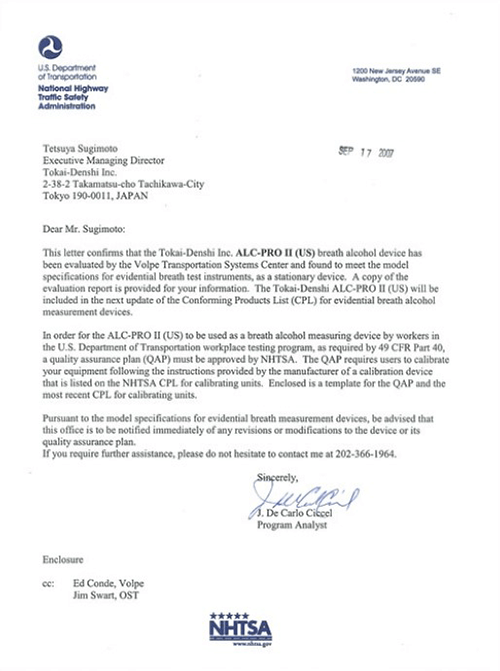 U.S. Department
of Transportation
National Highway
Traffic Safety
Administration
1200 New Jersey Avenue SE
Washington, DC 20590
SEP 17 2007
Tetsuya Sugimoto
Executive Managing Director
Tokai-Denshi Inc.
2-38-2 Takamatsu-cho Tachikawa-City
Tokyo 190-0011, JAPAN
Dear Mr. Sugimoto:
This letter confirms that the Tokai-Denshi Inc. ALC-PRO II (US) breath alcohol device has
been evaluated by the Volpe Transportation Systems Center and found to meet the model
specifications for evidential breath test instruments, as a stationary device. A copy of the
evaluation report is provided for your information. The Tokai-Denshi ALC-PRO II (US) will be
included in the next update of the Conforming Products List (CPL) for evidential breath alcohol
measurement devices.
In order for the ALC-PRO II (US) to be used as a breath alcohol measuring device by workers in
the U.S. Department of Transportation workplace testing program, as required by 49 CFR Part 40,
a quality assurance plan (QAP) must be approved by NHTSA. The QAP requires users to calibrate
your equipment following the instructions provided by the manufacturer of a calibration device
that is listed on the NHTSA CPL for calibrating units. Enclosed is a template for the QAP and the
most recent CPL for calibrating units.
Pursuant to the model specifications for evidential breath measurement devices, be advised that
this office is to be notified immediately of any revisions or modifications to the device or its
quality assurance plan.
If you require further assistance, please do not hesitate to contact me at 202-366-1964.
Sincerely,
J. De Carlo Ciccel
Program Analyst
Enclosure
cc: Ed Conde, Volpe
Jim Swart, OST
NHTSA
www.nhtsa.gov